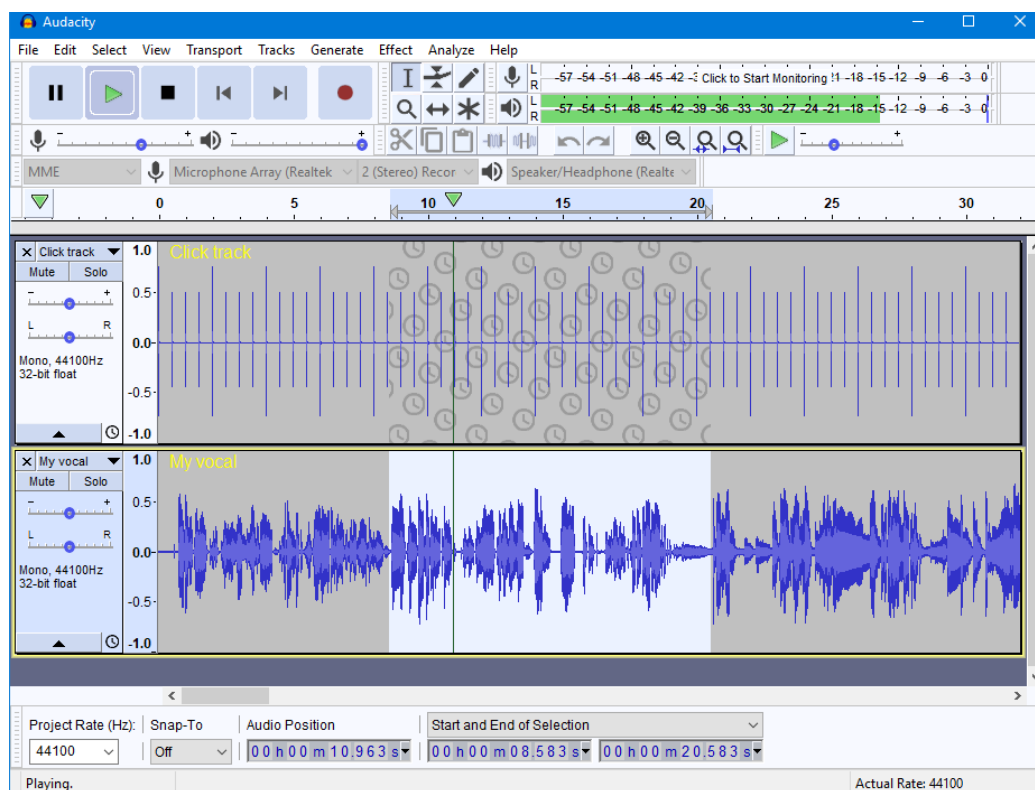 Audacity
File Edit Select View Transport Tracks Generate Effect Analyze Help
L
R
-57 -54 -51 -48 -45 -42 -3 Click to Start Monitoring !1 -18 -15 -12 -9 -6 -3 0
L
R
-57 -54 -51 -48 -45 -42 -39 -36 -33 -30 -27 -24 -21 -18 -15 -12 -9 -6 -3 0
- + - +
- +
MME Microphone Array (Realtek 2 (Stereo) Recor Speaker/Headphone (Realte
0 5 10 15 20 25 30
X Click track 1.0 Click track
Mute Solo
- + 0.5
L R
0.0
Mono, 44100Hz
32-bit float
-0.5
-1.0
X My vocal 1.0 My vocal
Mute Solo
- + 0.5
L R
0.0
Mono, 44100Hz
32-bit float
-0.5
-1.0
Project Rate (Hz): Snap-To Audio Position Start and End of Selection
44100 Off 00 h 00 m 10.963 s 00 h 00 m 08.583 s 00 h 00 m 20.583 s
Playing. Actual Rate: 44100